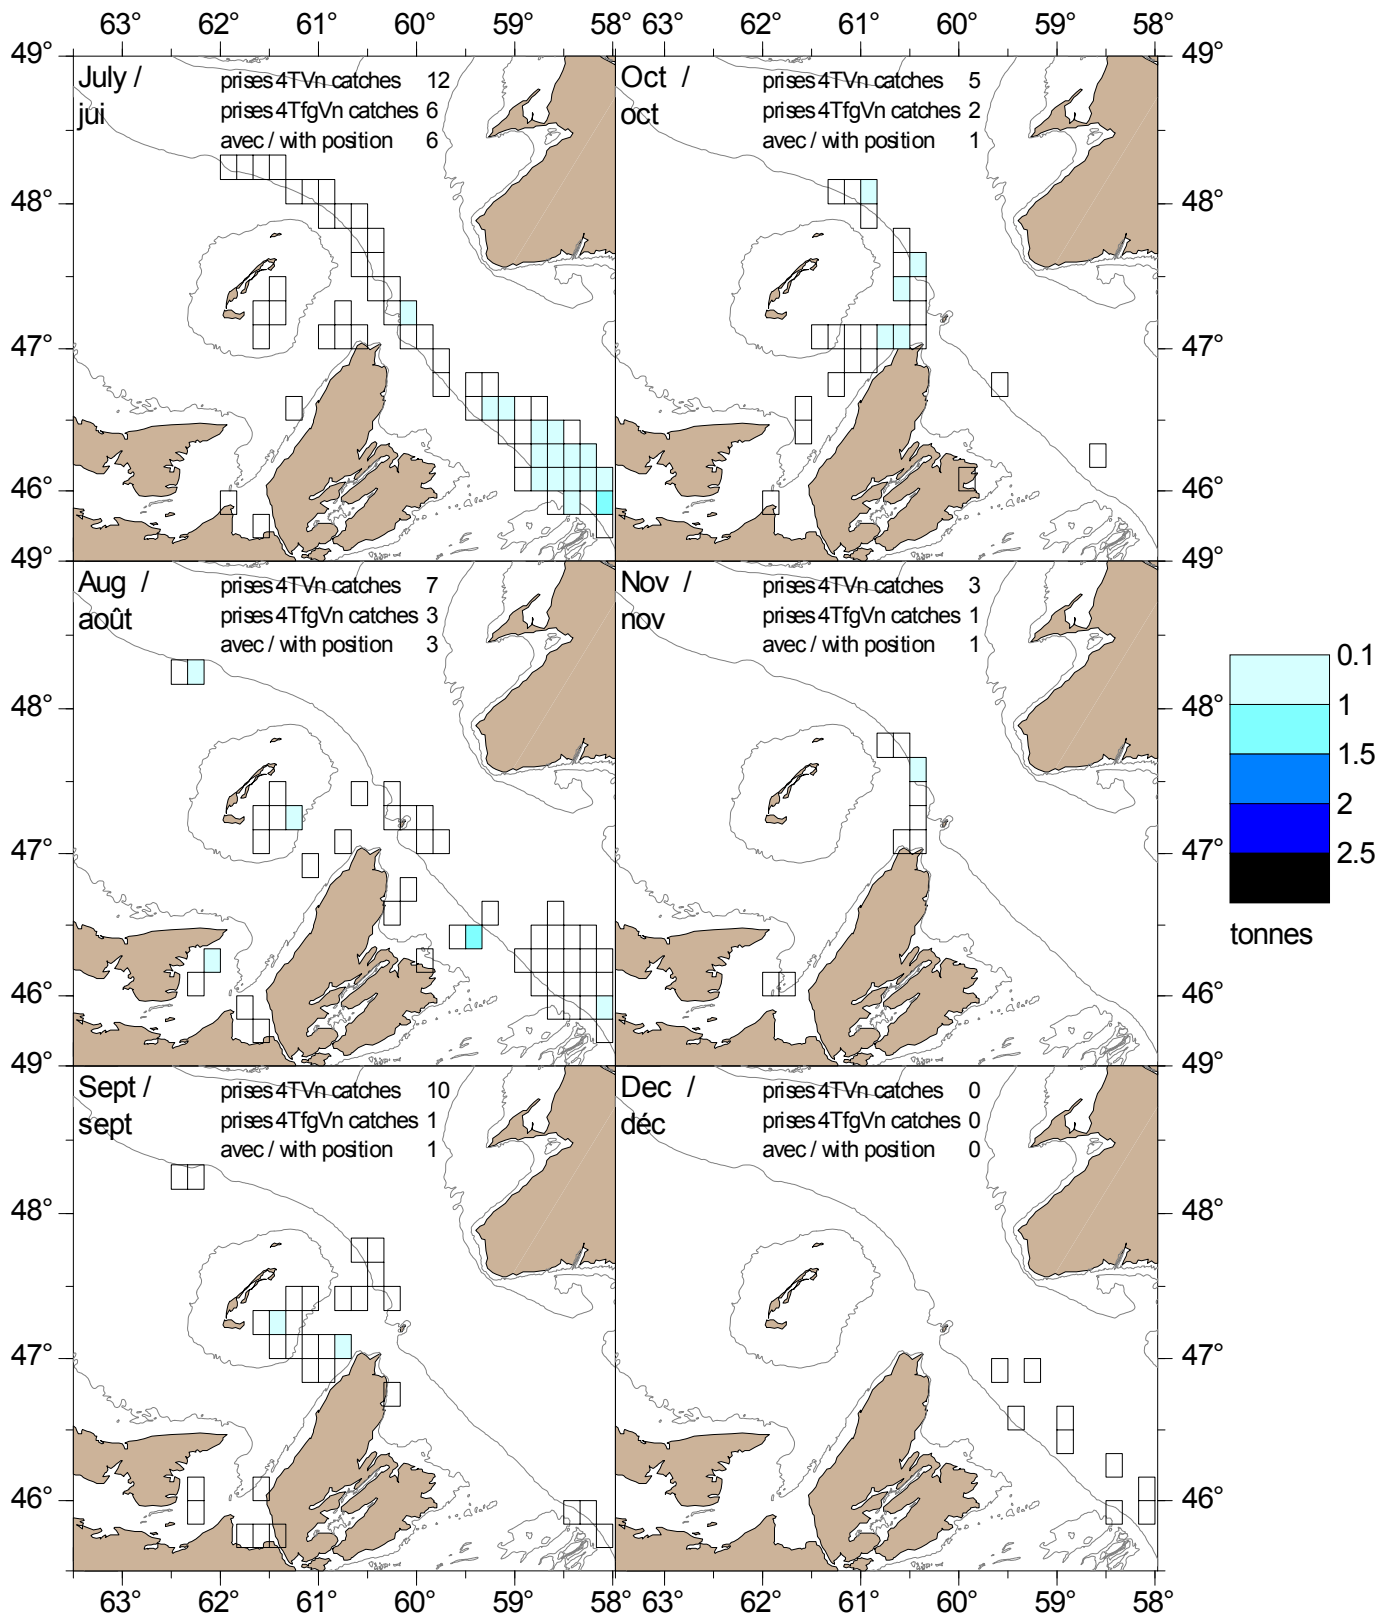 63° 62° 61° 60° 59° 58° 63° 62° 61° 60° 59° 58°
49° 49°
July / jui
prises 4TVn catches 12
prises 4TfgVn catches 6
avec / with position 6
Oct / oct
prises 4TVn catches 5
prises 4TfgVn catches 2
avec / with position 1
48° 48°
47° 47°
46° 46°
49° 49°
Aug / août
prises 4TVn catches 7
prises 4TfgVn catches 3
avec / with position 3
Nov / nov
prises 4TVn catches 3
prises 4TfgVn catches 1
avec / with position 1
48° 48°
47° 47°
46° 46°
49° 49°
0.1
1
1.5
2
2.5
tonnes
Sept / sept
prises 4TVn catches 10
prises 4TfgVn catches 1
avec / with position 1
Dec / déc
prises 4TVn catches 0
prises 4TfgVn catches 0
avec / with position 0
48° 48°
47° 47°
46° 46°
63° 62° 61° 60° 59° 58° 63° 62° 61° 60° 59° 58°